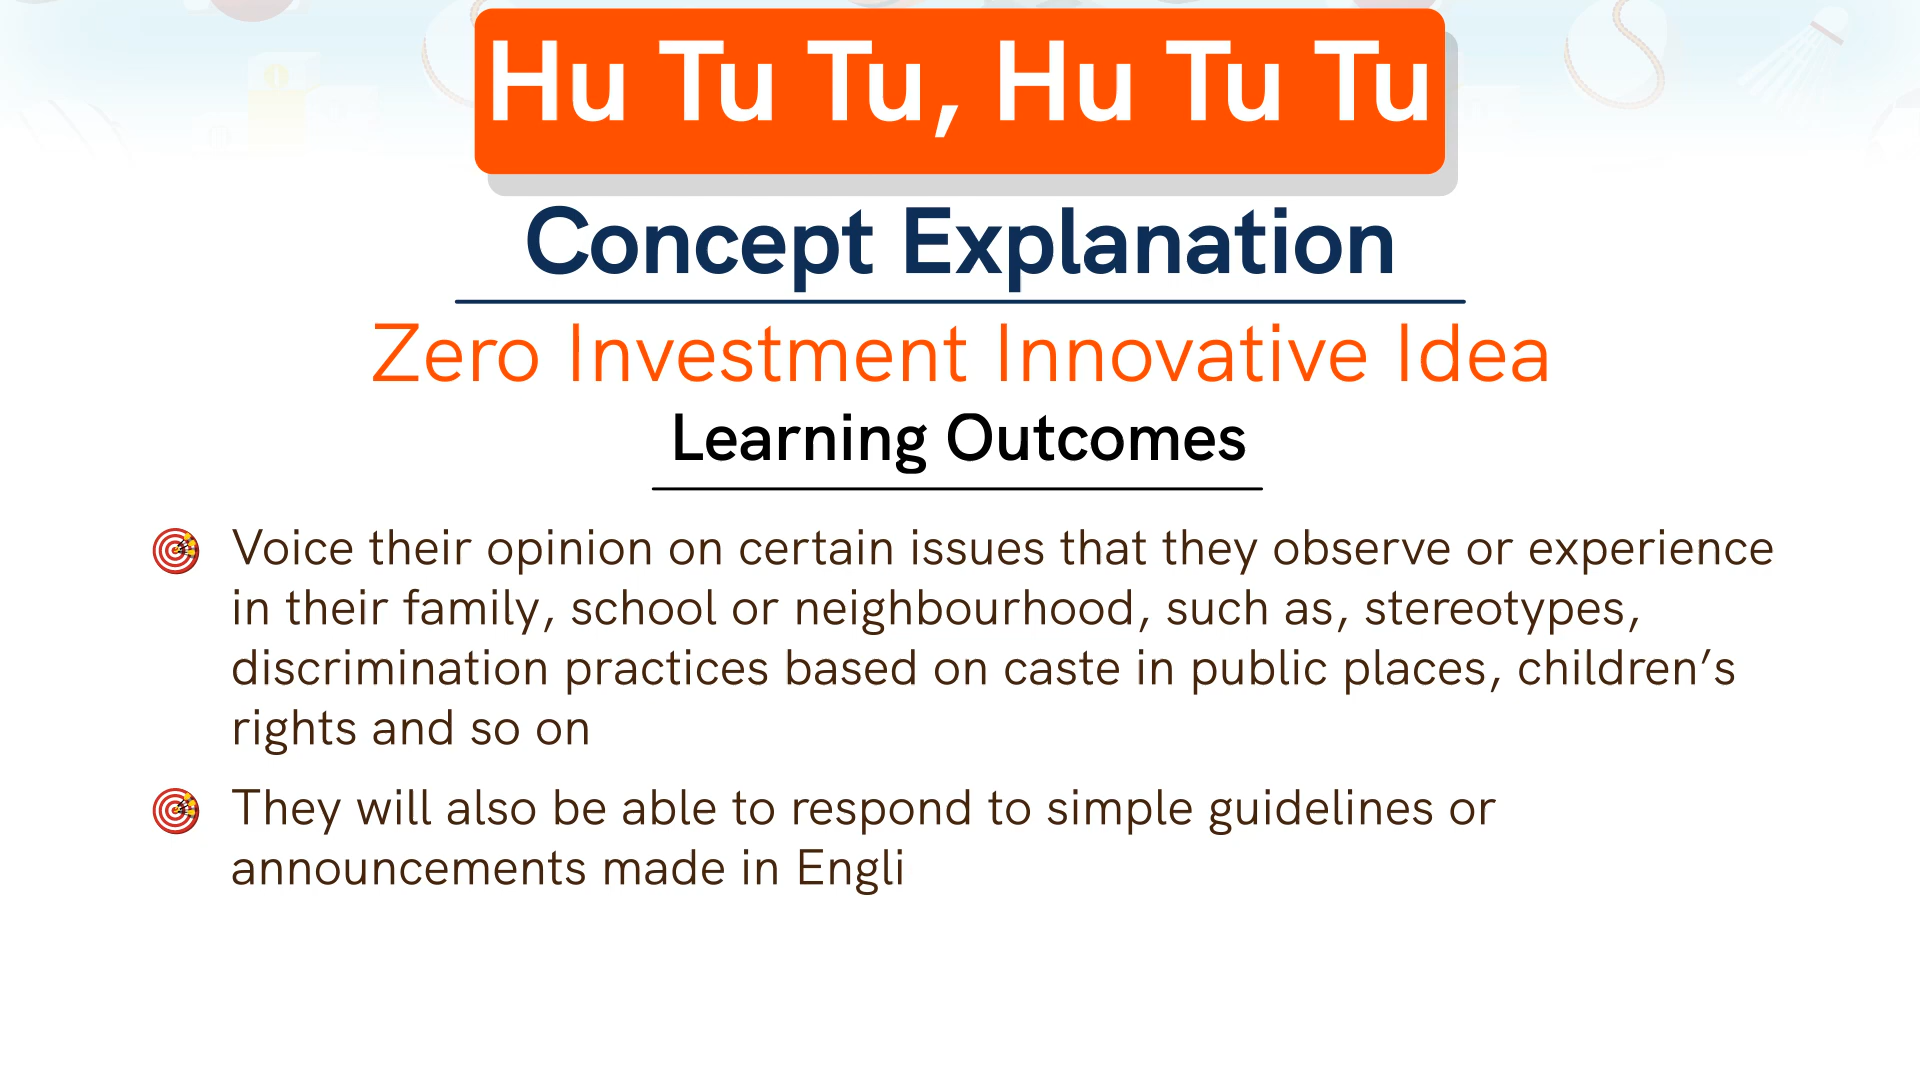 Hu Tu Tu, Hu Tu Tu
Concept Explanation
Zero Investment Innovative Idea
Learning Outcomes
Voice their opinion on certain issues that they observe or experience
in their family, school or neighbourhood, such as, stereotypes,
discrimination practices based on caste in public places, children’s
rights and so on
They will also be able to respond to simple guidelines or
announcements made in Engli